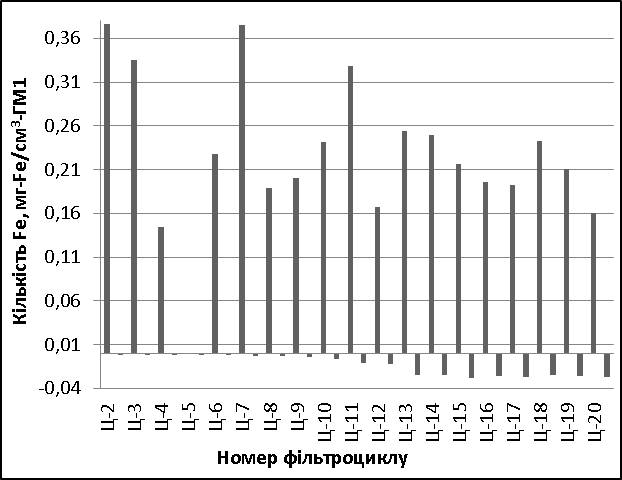 Кількість Fe, мг-Fe/см³-ГМ1
0,36
0,31
0,26
0,21
0,16
0,11
0,06
0,01
-0,04
Ц-2
Ц-3
Ц-4
Ц-5
Ц-6
Ц-7
Ц-8
Ц-9
Ц-10
Ц-11
Ц-12
Ц-13
Ц-14
Ц-15
Ц-16
Ц-17
Ц-18
Ц-19
Ц-20
Номер фільтроциклу